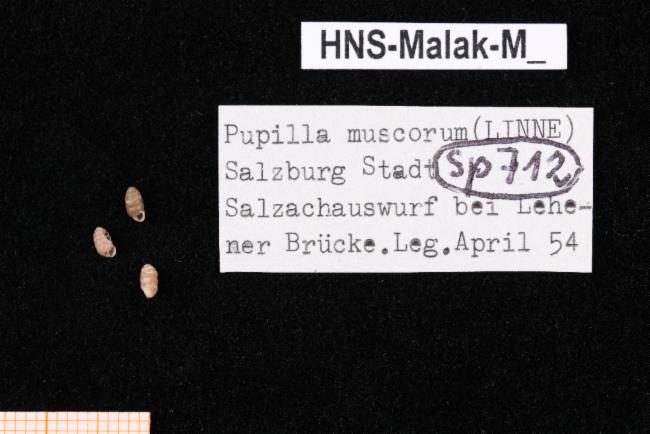 HNS-Malak-M_
Pupilla muscorum(LINNE)
Salzburg Stadt Sp712
Salzachauswurf bei Lehe-
ner Brücke.Leg.April 54